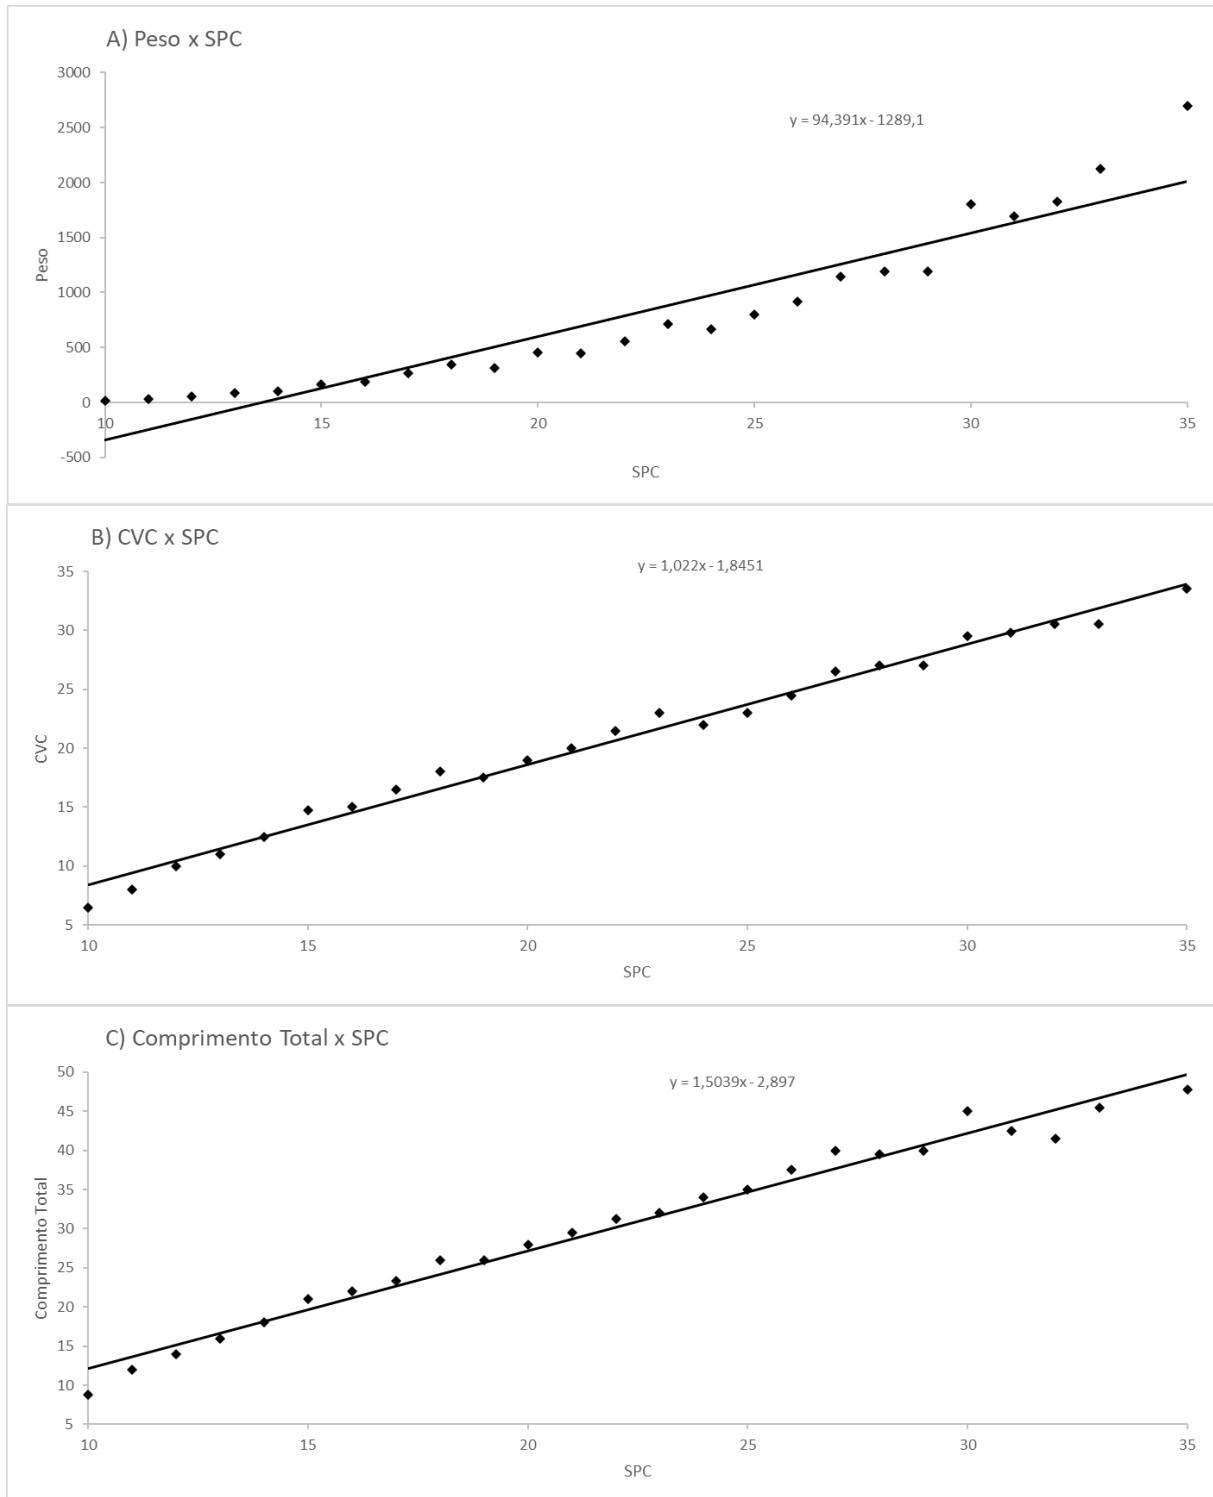 A) Peso x SPC
3000
y = 94,391x - 1289,1
2500
2000
1500
1000
500
0
-500
Peso
10 15 20 25 30 35
SPC
B) CVC x SPC
y = 1,022x - 1,8451
35
30
25
20
15
10
5
CVC
10 15 20 25 30 35
SPC
C) Comprimento Total x SPC
y = 1,5039x - 2,897
50
45
40
35
30
25
20
15
10
5
Comprimento Total
10 15 20 25 30 35
SPC